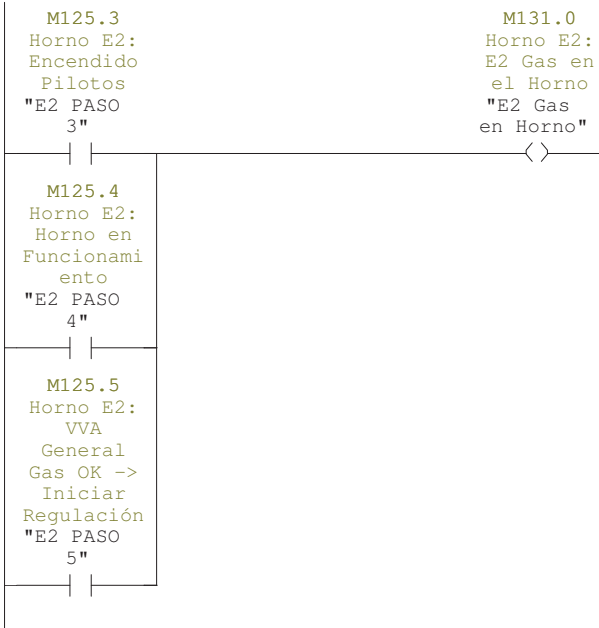 M125.3
Horno E2:
Encendido
Pilotos
"E2 PASO
3"
M131.0
Horno E2:
E2 Gas en
el Horno
"E2 Gas
en Horno"
M125.4
Horno E2:
Horno en
Funcionami
ento
"E2 PASO
4"
M125.5
Horno E2:
VVA
General
Gas OK ->
Iniciar
Regulación
"E2 PASO
5"